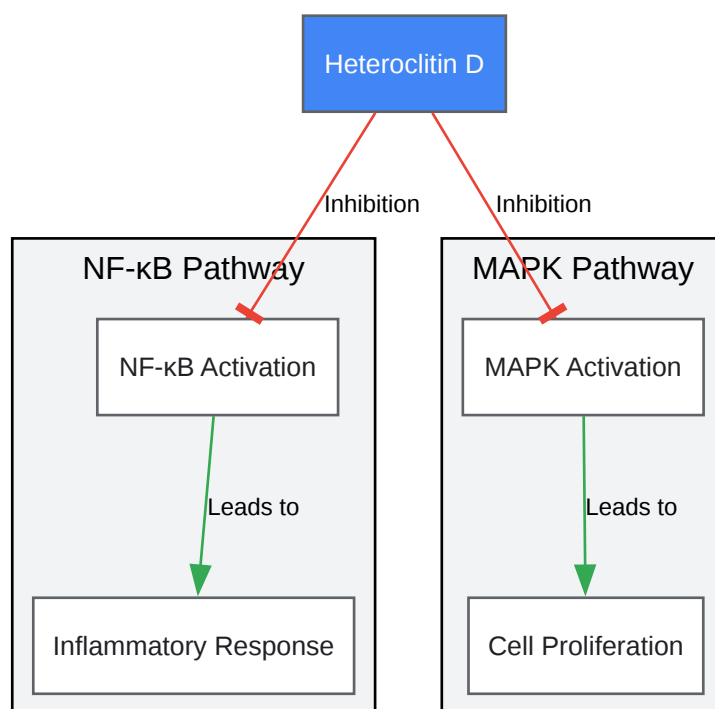 Heteroclitin D
Inhibition
Inhibition
NF-κB Pathway
MAPK Pathway
NF-κB Activation
MAPK Activation
Leads to
Leads to
Inflammatory Response
Cell Proliferation